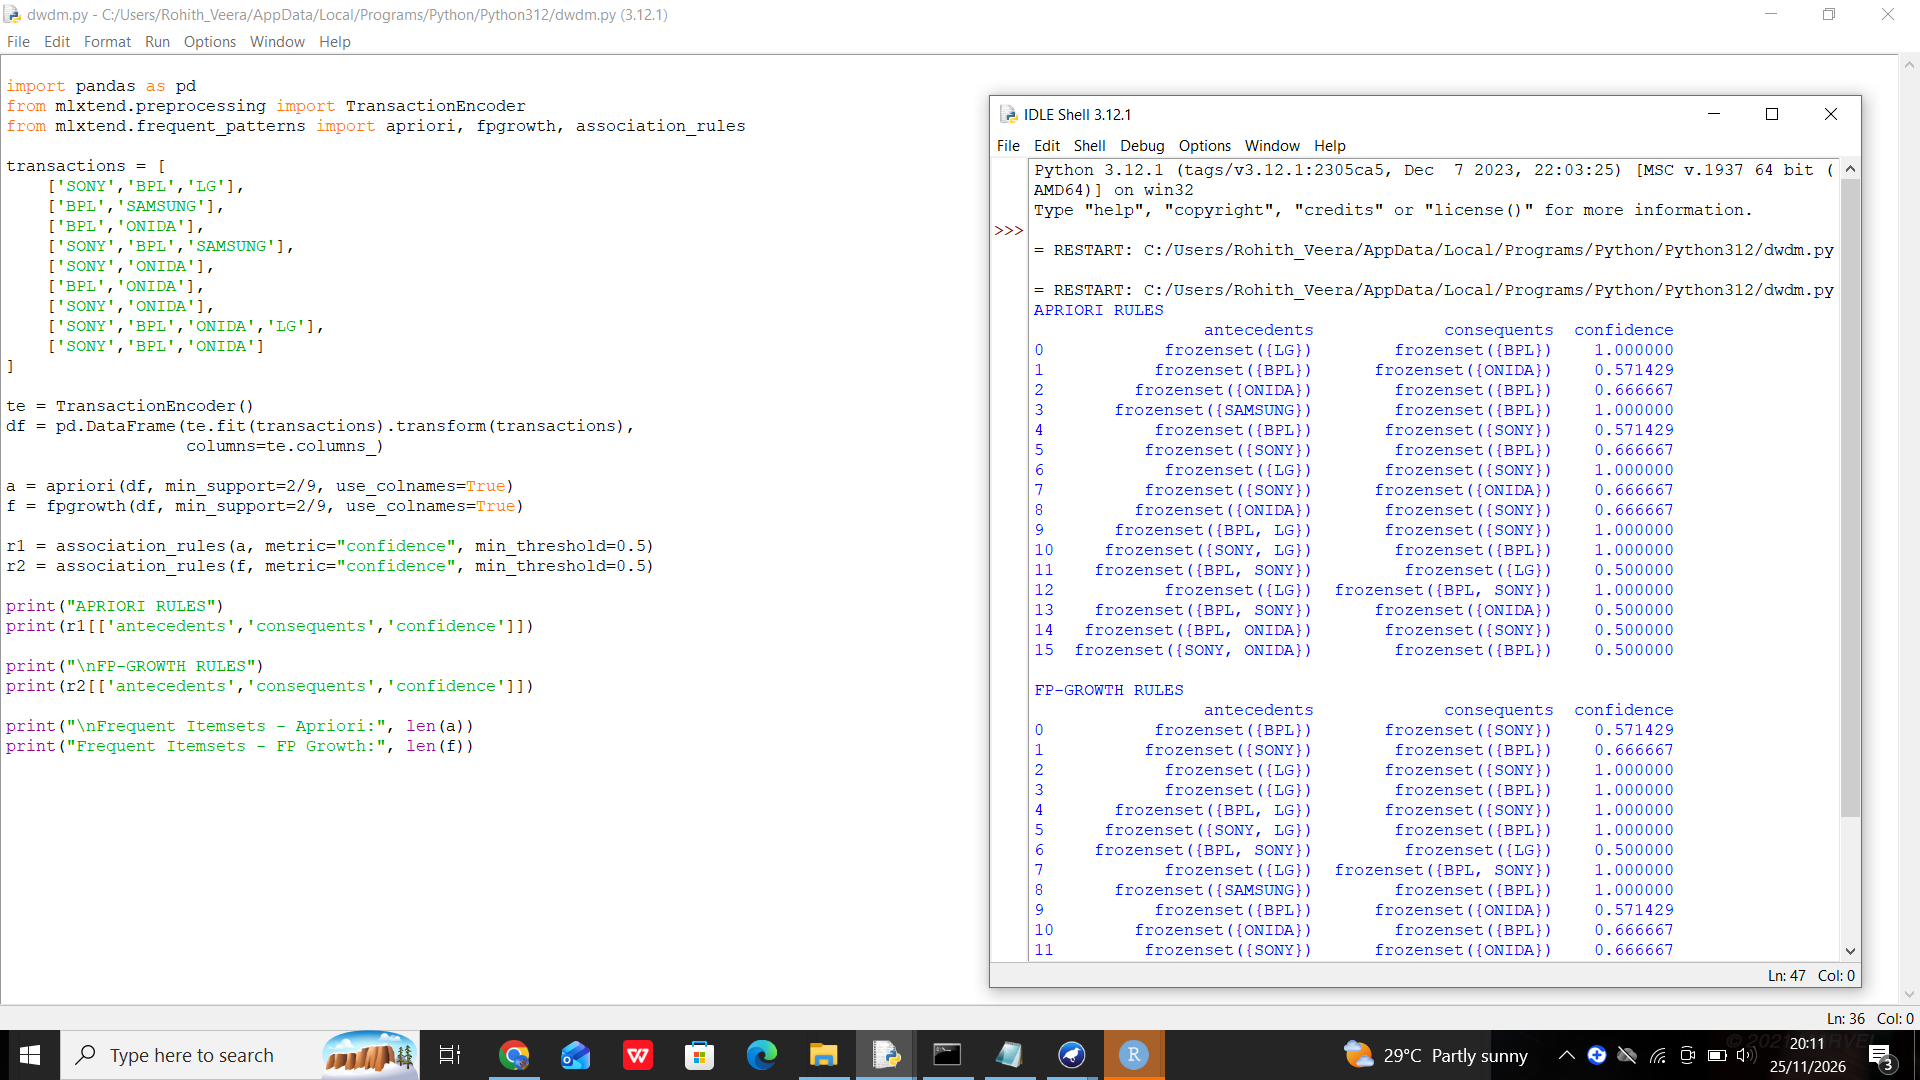 dwdm.py - C:/Users/Rohith_Veera/AppData/Local/Programs/Python/Python312/dwdm.py (3.12.1)
File Edit Format Run Options Window Help
import pandas as pd
from mlxtend.preprocessing import TransactionEncoder
from mlxtend.frequent_patterns import apriori, fpgrowth, association_rules
transactions = [
    ['SONY','BPL','LG'],
    ['BPL','SAMSUNG'],
    ['BPL','ONIDA'],
    ['SONY','BPL','SAMSUNG'],
    ['SONY','ONIDA'],
    ['BPL','ONIDA'],
    ['SONY','ONIDA'],
    ['SONY','BPL','ONIDA','LG'],
    ['SONY','BPL','ONIDA']
]
te = TransactionEncoder()
df = pd.DataFrame(te.fit(transactions).transform(transactions),
                  columns=te.columns_)
a = apriori(df, min_support=2/9, use_colnames=True)
f = fpgrowth(df, min_support=2/9, use_colnames=True)
r1 = association_rules(a, metric="confidence", min_threshold=0.5)
r2 = association_rules(f, metric="confidence", min_threshold=0.5)
print("APRIORI RULES")
print(r1[['antecedents','consequents','confidence']])
print("\nFP-GROWTH RULES")
print(r2[['antecedents','consequents','confidence']])
print("\nFrequent Itemsets - Apriori:", len(a))
print("Frequent Itemsets - FP Growth:", len(f))
IDLE Shell 3.12.1
File Edit Shell Debug Options Window Help
Python 3.12.1 (tags/v3.12.1:2305ca5, Dec  7 2023, 22:03:25) [MSC v.1937 64 bit (
AMD64)] on win32
Type "help", "copyright", "credits" or "license()" for more information.
>>>
= RESTART: C:/Users/Rohith_Veera/AppData/Local/Programs/Python/Python312/dwdm.py
= RESTART: C:/Users/Rohith_Veera/AppData/Local/Programs/Python/Python312/dwdm.py
APRIORI RULES
antecedents consequents confidence
0 frozenset({LG}) frozenset({BPL}) 1.000000
1 frozenset({BPL}) frozenset({ONIDA}) 0.571429
2 frozenset({ONIDA}) frozenset({BPL}) 0.666667
3 frozenset({SAMSUNG}) frozenset({BPL}) 1.000000
4 frozenset({BPL}) frozenset({SONY}) 0.571429
5 frozenset({SONY}) frozenset({BPL}) 0.666667
6 frozenset({LG}) frozenset({SONY}) 1.000000
7 frozenset({SONY}) frozenset({ONIDA}) 0.666667
8 frozenset({ONIDA}) frozenset({SONY}) 0.666667
9 frozenset({BPL, LG}) frozenset({SONY}) 1.000000
10 frozenset({SONY, LG}) frozenset({BPL}) 1.000000
11 frozenset({BPL, SONY}) frozenset({LG}) 0.500000
12 frozenset({LG}) frozenset({BPL, SONY}) 1.000000
13 frozenset({BPL, SONY}) frozenset({ONIDA}) 0.500000
14 frozenset({BPL, ONIDA}) frozenset({SONY}) 0.500000
15 frozenset({SONY, ONIDA}) frozenset({BPL}) 0.500000
FP-GROWTH RULES
antecedents consequents confidence
0 frozenset({BPL}) frozenset({SONY}) 0.571429
1 frozenset({SONY}) frozenset({BPL}) 0.666667
2 frozenset({LG}) frozenset({SONY}) 1.000000
3 frozenset({LG}) frozenset({BPL}) 1.000000
4 frozenset({BPL, LG}) frozenset({SONY}) 1.000000
5 frozenset({SONY, LG}) frozenset({BPL}) 1.000000
6 frozenset({BPL, SONY}) frozenset({LG}) 0.500000
7 frozenset({LG}) frozenset({BPL, SONY}) 1.000000
8 frozenset({SAMSUNG}) frozenset({BPL}) 1.000000
9 frozenset({BPL}) frozenset({ONIDA}) 0.571429
10 frozenset({ONIDA}) frozenset({BPL}) 0.666667
11 frozenset({SONY}) frozenset({ONIDA}) 0.666667
Ln: 47 Col: 0
Ln: 36 Col: 0
Type here to search
W
R
29°C Partly sunny
20:11
25/11/2026
3